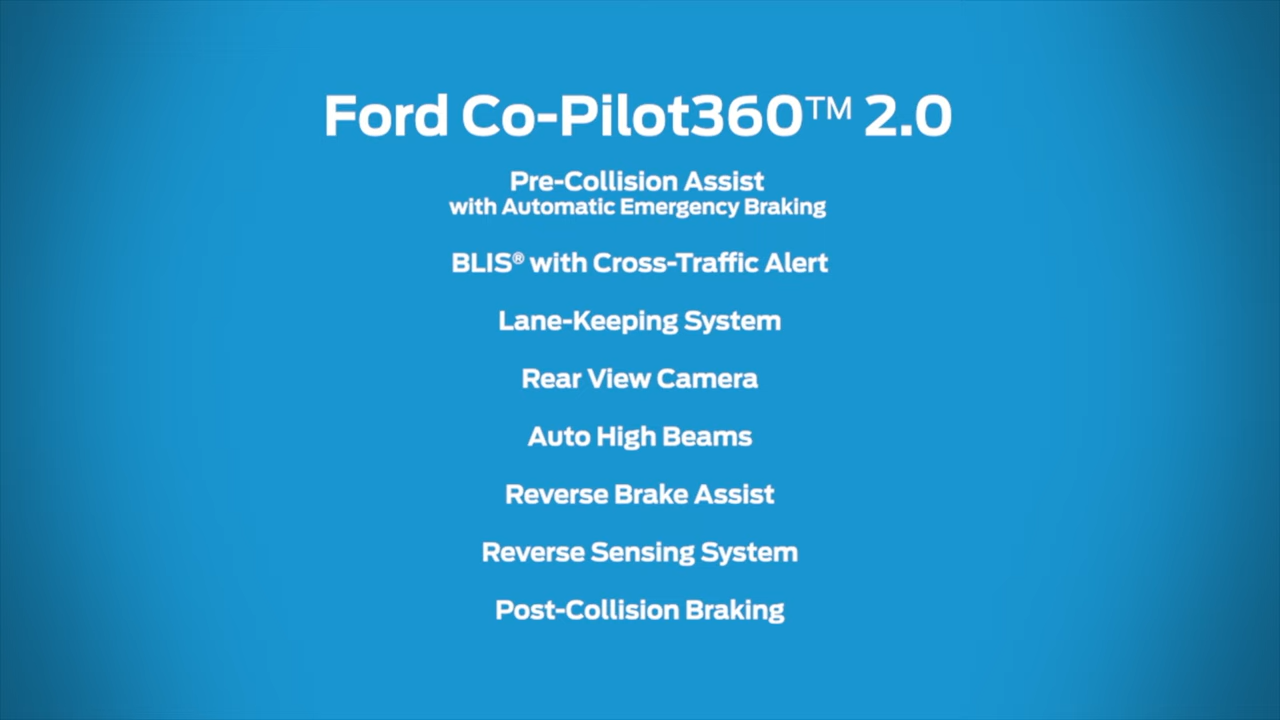 Ford Co-Pilot360™ 2.0
Pre-Collision Assist
with Automatic Emergency Braking
BLIS® with Cross-Traffic Alert
Lane-Keeping System
Rear View Camera
Auto High Beams
Reverse Brake Assist
Reverse Sensing System
Post-Collision Braking